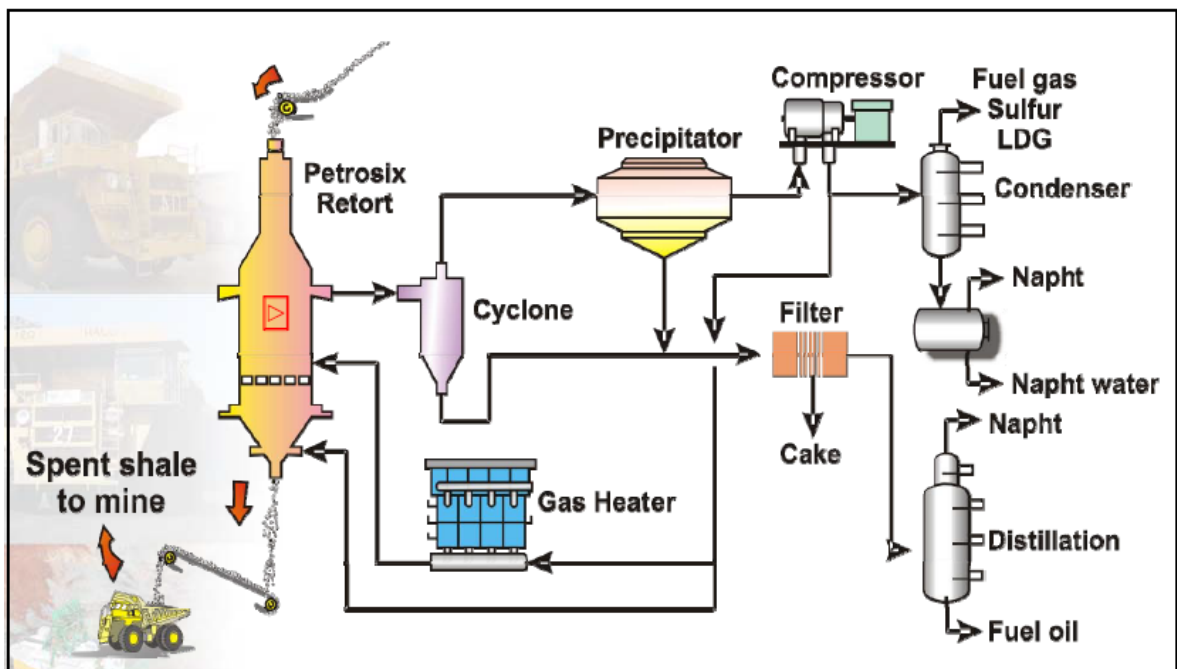 Compressor
Fuel gas
Sulfur
LDG
Precipitator
Petrosix
Retort
Condenser
Cyclone
Filter
Napht
Napht water
27
Spent shale
to mine
Cake
Napht
Gas Heater
Distillation
Fuel oil